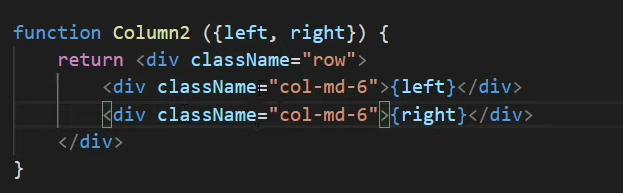 function Column2 ({left, right}) {
    return <div className="row">
        <div className="col-md-6">{left}</div>
        <div className="col-md-6">{right}</div>
    </div>
}